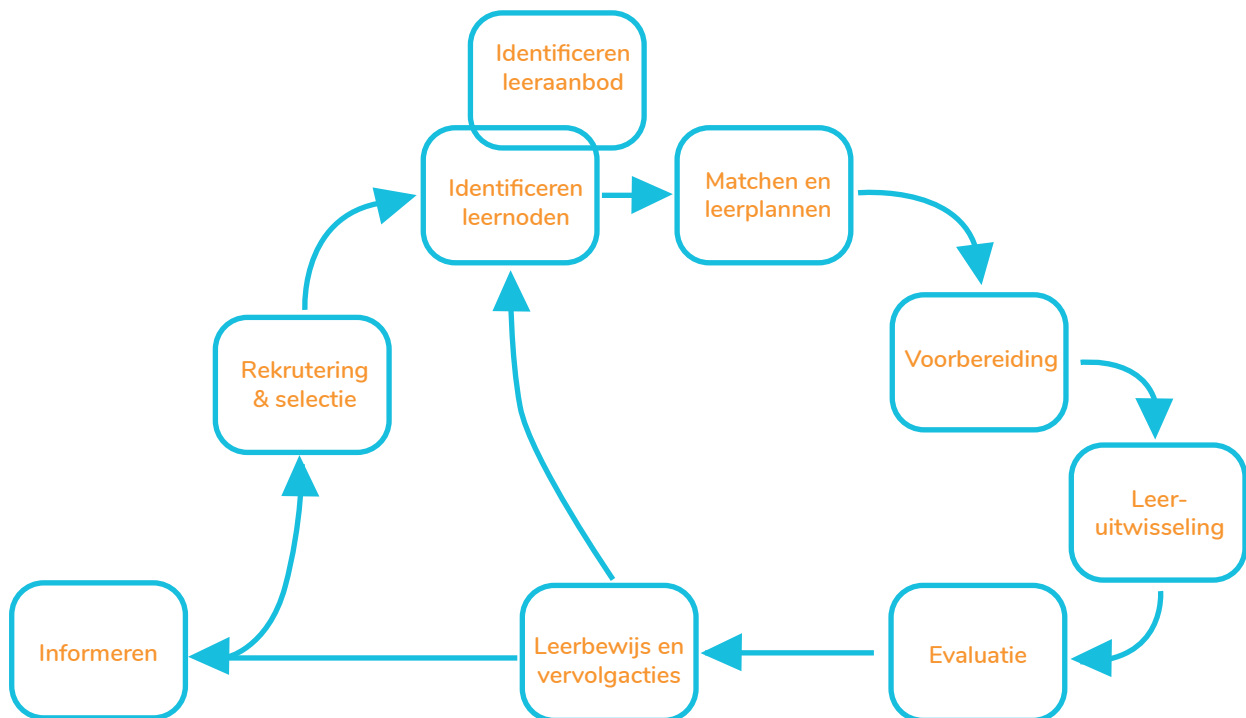 Identificeren
leeraanbod
Identificeren
leernoden
Matchen en
leerplannen
Voorbereiding
Leer-
uitwisseling
Evaluatie
Leerbewijs en
vervolgacties
Informeren
Rekrutering
& selectie